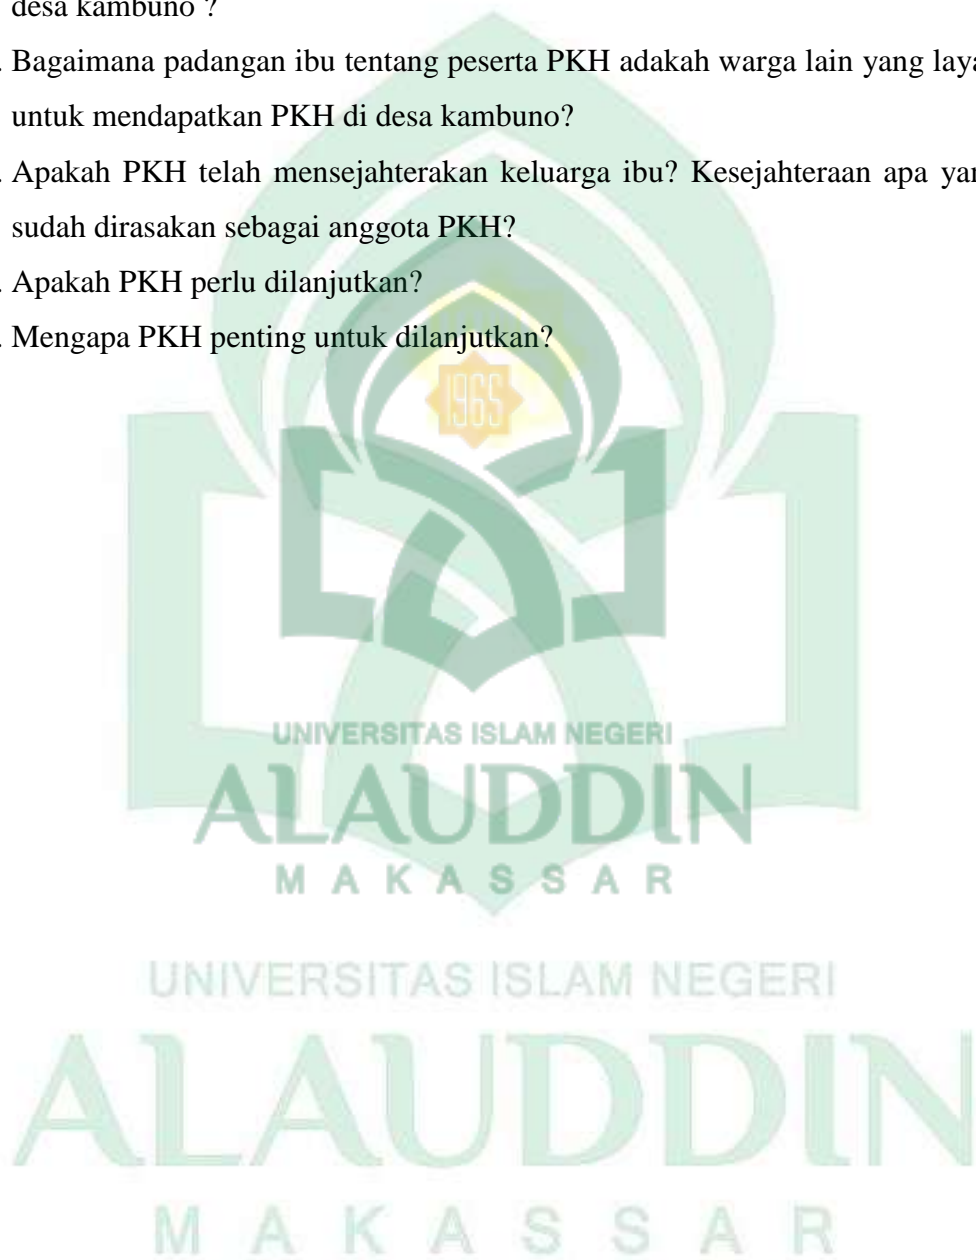 desa kambuno ?
. Bagaimana padangan ibu tentang peserta PKH adakah warga lain yang laya
untuk mendapatkan PKH di desa kambuno?
. Apakah PKH telah mensejahterakan keluarga ibu? Kesejahteraan apa yan
sudah dirasakan sebagai anggota PKH?
. Apakah PKH perlu dilanjutkan?
. Mengapa PKH penting untuk dilanjutkan?
1965
UNIVERSITAS ISLAM NEGERI
ALAUDDIN
MAKASSAR
UNIVERSITAS ISLAM NEGERI
ALAUDDIN
MAKASSAR